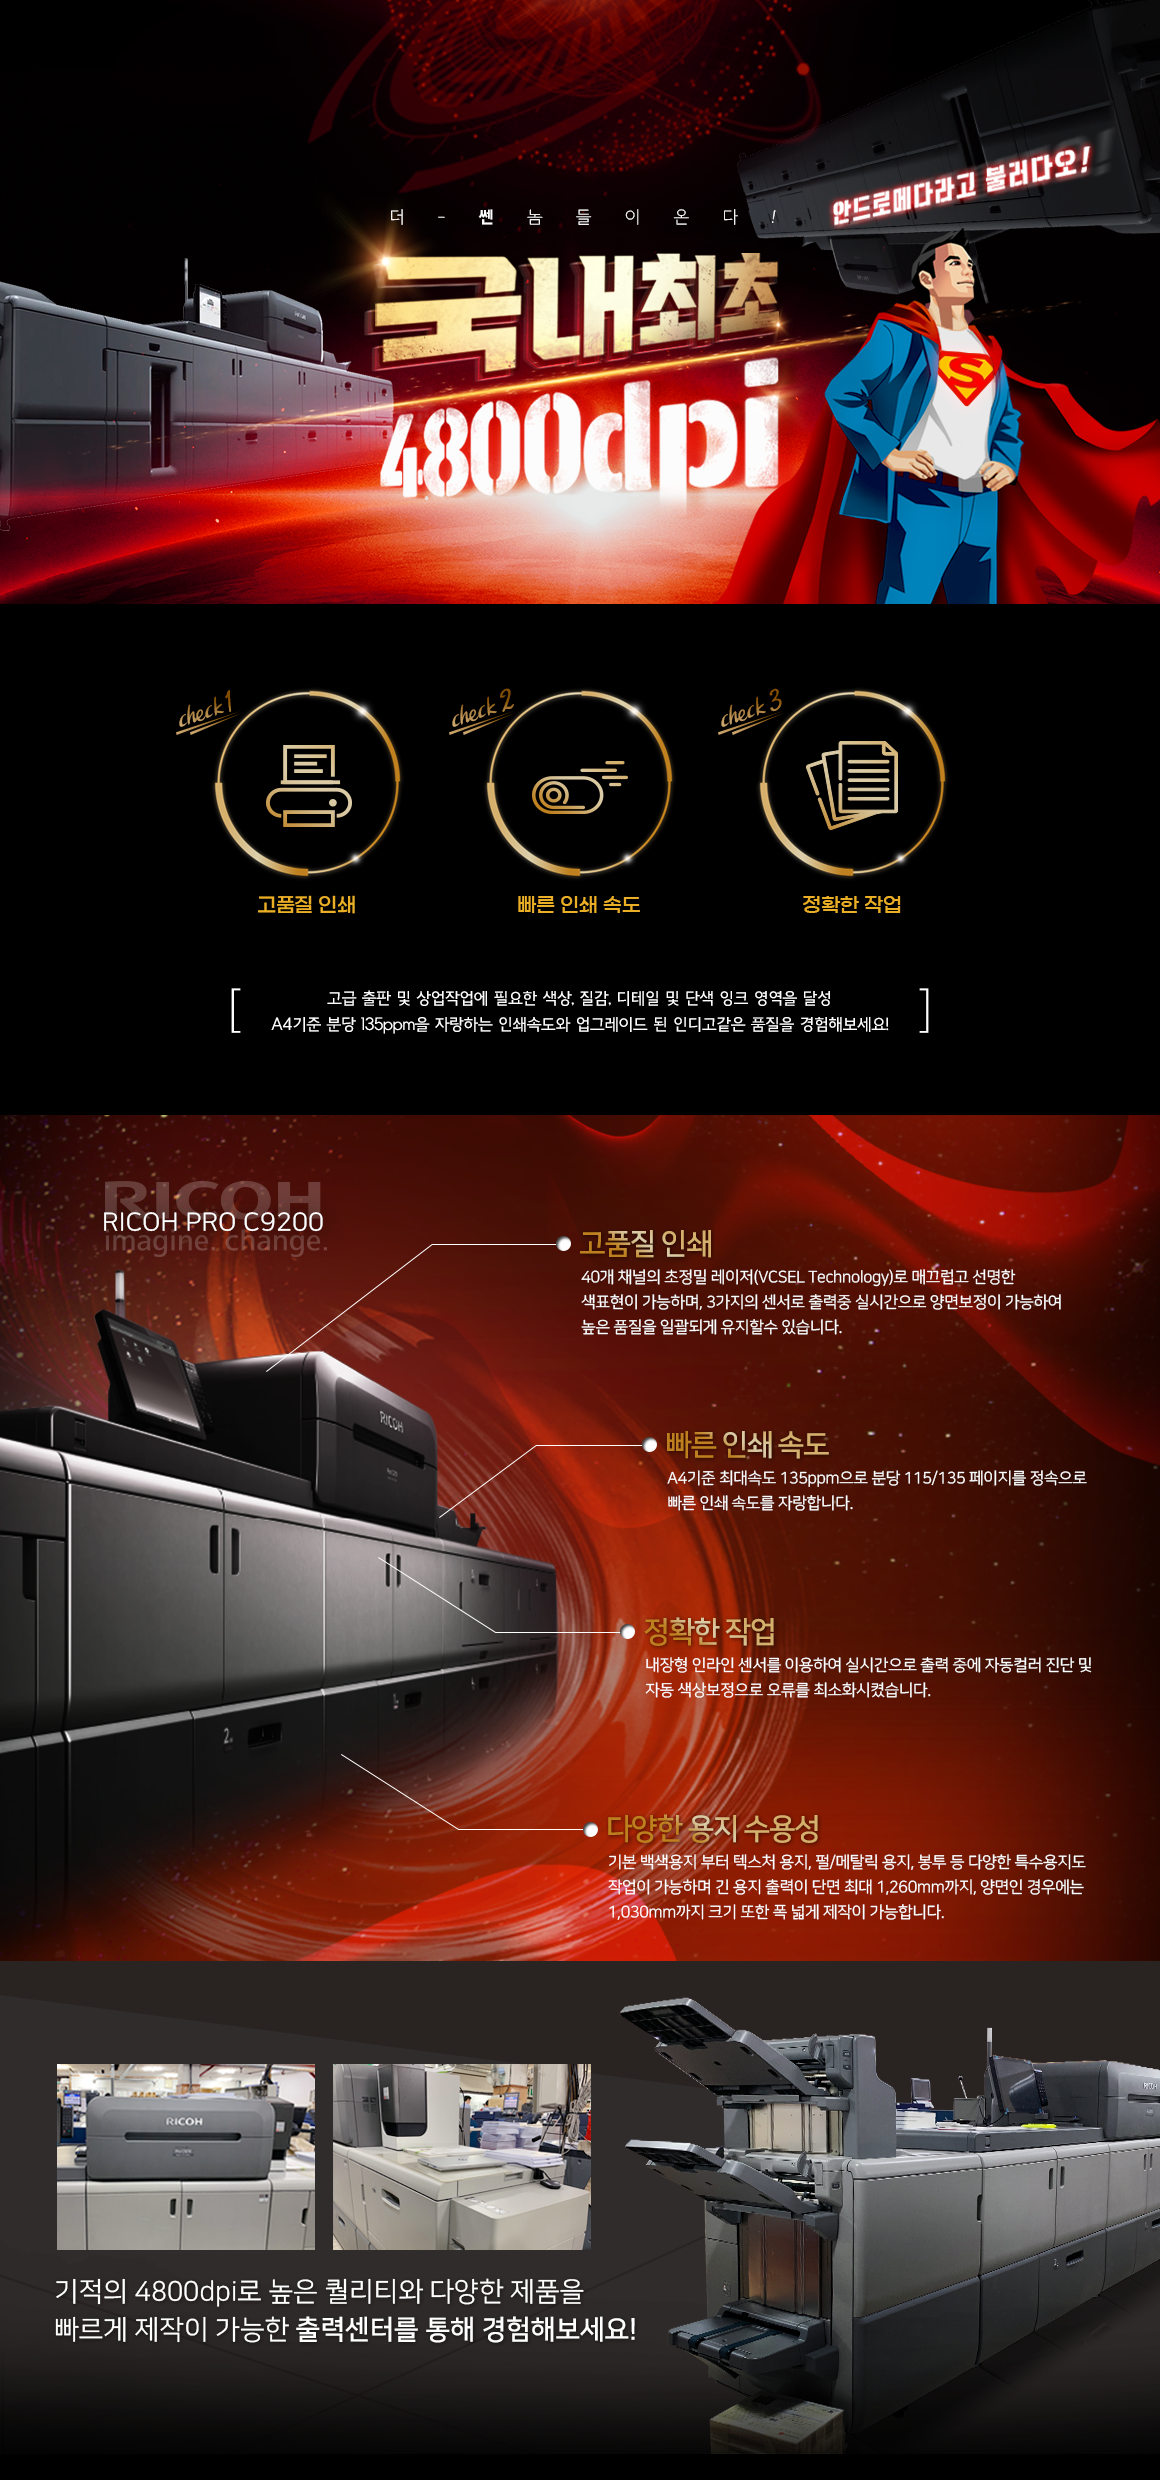 안드로메다라고 불러다오!
더 - 쎈 놈 들 이 온 다 !
국내최초
4800dpi
check1
check2
check3
고품질 인쇄
빠른 인쇄 속도
정확한 작업
고급 출판 및 상업작업에 필요한 색상, 질감, 디테일 및 단색 잉크 영역을 달성
A4기준 분당 135ppm을 자랑하는 인쇄속도와 업그레이드 된 인디고같은 품질을 경험해보세요!
RICOH
RICOH PRO C9200
imagine. change.
고품질 인쇄
40개 채널의 초정밀 레이저(VCSEL Technology)로 매끄럽고 선명한
색표현이 가능하며, 3가지의 센서로 출력중 실시간으로 양면보정이 가능하여
높은 품질을 일괄되게 유지할수 있습니다.
RICOH
빠른 인쇄 속도
A4기준 최대속도 135ppm으로 분당 115/135 페이지를 정속으로
빠른 인쇄 속도를 자랑합니다.
정확한 작업
내장형 인라인 센서를 이용하여 실시간으로 출력 중에 자동컬러 진단 및
자동 색상보정으로 오류를 최소화시켰습니다.
2
다양한 용지 수용성
기본 백색용지 부터 텍스처 용지, 펄/메탈릭 용지, 봉투 등 다양한 특수용지도
작업이 가능하며 긴 용지 출력이 단면 최대 1,260mm까지, 양면인 경우에는
1,030mm까지 크기 또한 폭 넓게 제작이 가능합니다.
RICOH
RICOH
기적의 4800dpi로 높은 퀄리티와 다양한 제품을
빠르게 제작이 가능한 출력센터를 통해 경험해보세요!